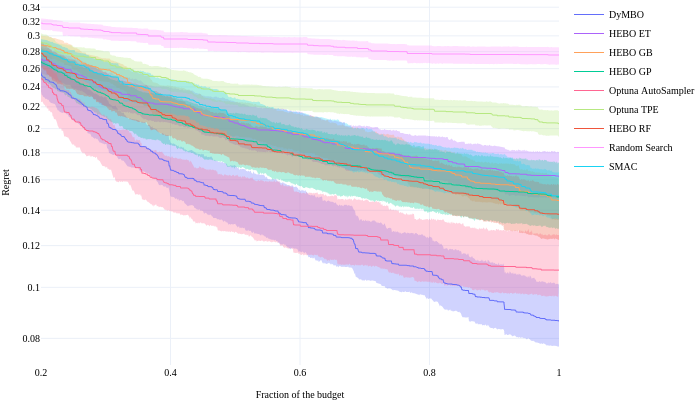 0.34
0.32
0.3
0.28
0.26
0.24
0.22
0.2
0.18
0.16
0.14
0.12
0.1
0.08
Regret
0.2
0.4
0.6
0.8
1
Fraction of the budget
DyMBO
HEBO ET
HEBO GB
HEBO GP
Optuna AutoSampler
Optuna TPE
HEBO RF
Random Search
SMAC